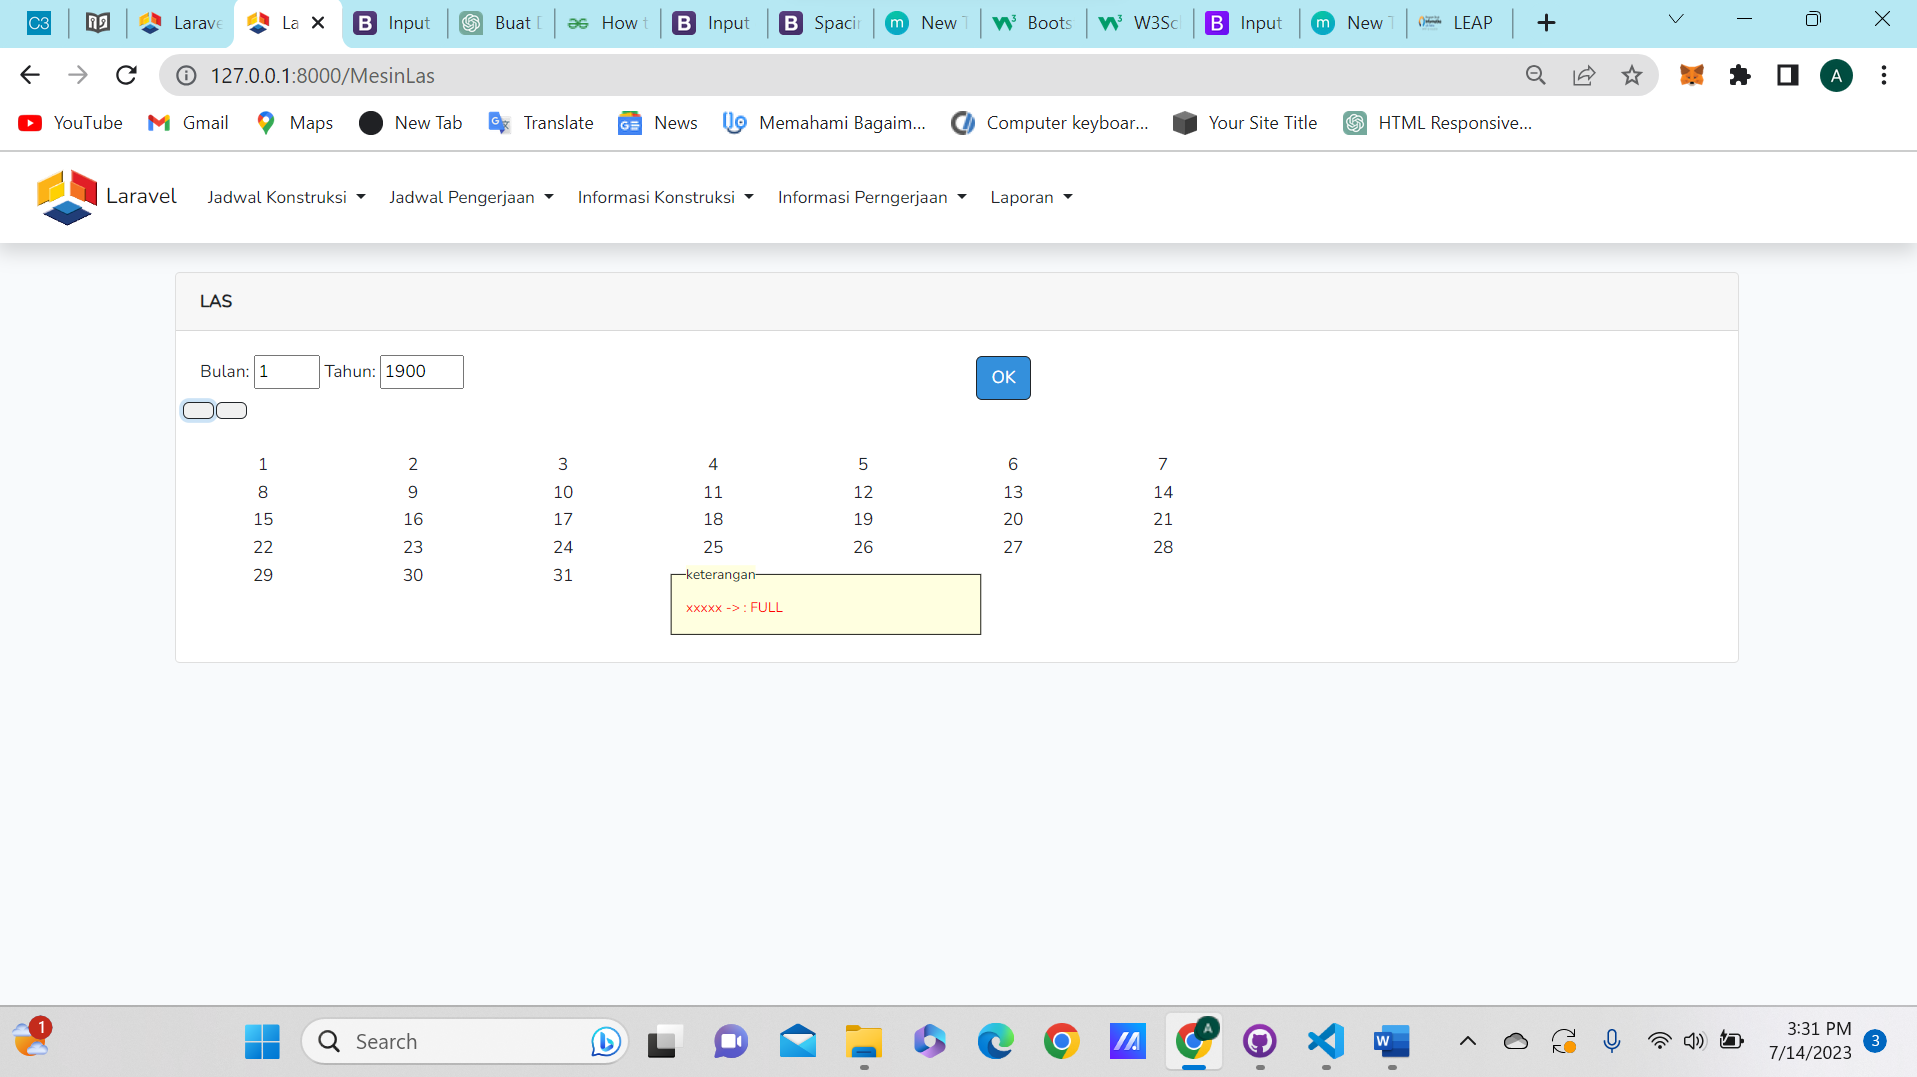 C3 Larave La Input Buat How t Input Spacin New T Boots W3Sc Input New T LEAP
127.0.0.1:8000/MesinLas A
YouTube Gmail Maps New Tab Translate News Memahami Bagaim... Computer keyboar... Your Site Title HTML Responsive...
Laravel Jadwal Konstruksi Jadwal Pengerjaan Informasi Konstruksi Informasi Perngerjaan Laporan
LAS
Bulan: 1 Tahun: 1900 OK
1 2 3 4 5 6 7
8 9 10 11 12 13 14
15 16 17 18 19 20 21
22 23 24 25 26 27 28
29 30 31
keterangan
xxxxx -> : FULL
1 Search A W 3:31 PM
7/14/2023 3